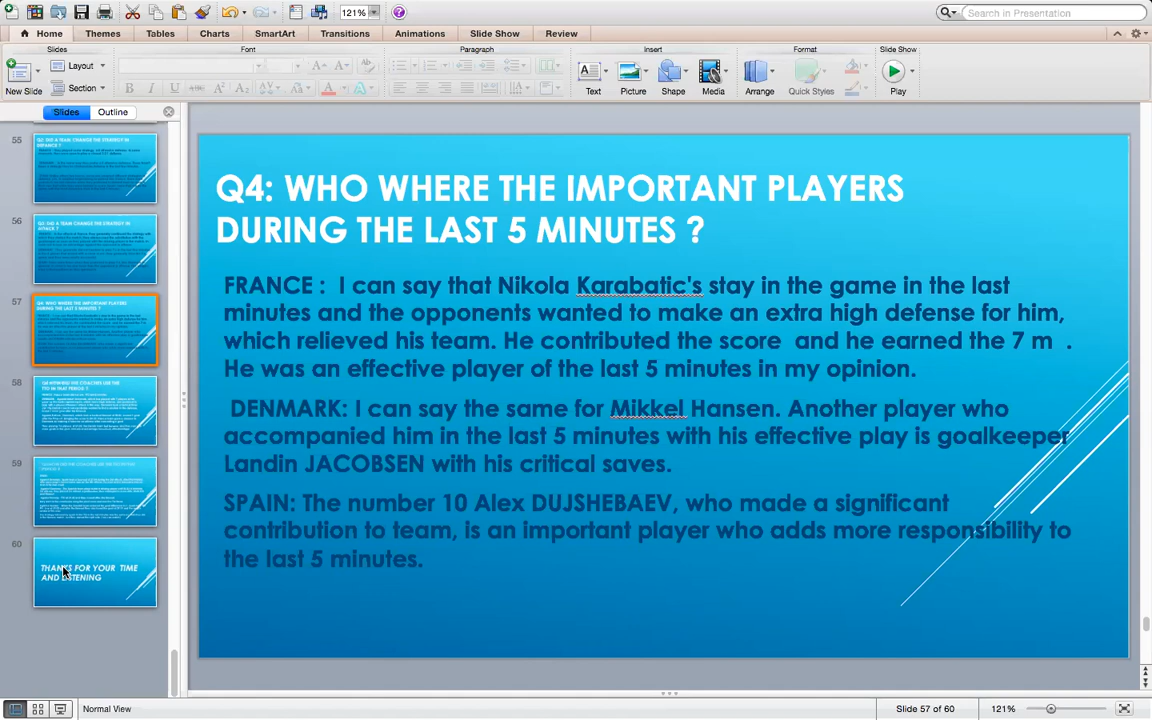 121%
Search in Presentation
Home
Themes
Tables
Charts
SmartArt
Transitions
Animations
Slide Show
Review
Slides
Font
Paragraph
Insert
Format
Slide Show
New Slide
Layout
Section
Text
Picture
Shape
Media
Arrange
Quick Styles
Play
Slides
Outline
55
56
57
58
59
60
THANKS FOR YOUR TIME
AND LISTENING
Q4: WHO WHERE THE IMPORTANT PLAYERS
DURING THE LAST 5 MINUTES ?
FRANCE : I can say that Nikola Karabatic's stay in the game in the last
minutes and the opponents wanted to make an extra high defense for him,
which relieved his team. He contributed the score and he earned the 7 m .
He was an effective player of the last 5 minutes in my opinion.
DENMARK: I can say the same for Mikkel Hansen. Another player who
accompanied him in the last 5 minutes with his effective play is goalkeeper
Landin JACOBSEN with his critical saves.
SPAIN: The number 10 Alex DUJSHEBAEV, who made a significant
contribution to team, is an important player who adds more responsibility to
the last 5 minutes.
Normal View
Slide 57 of 60
121%